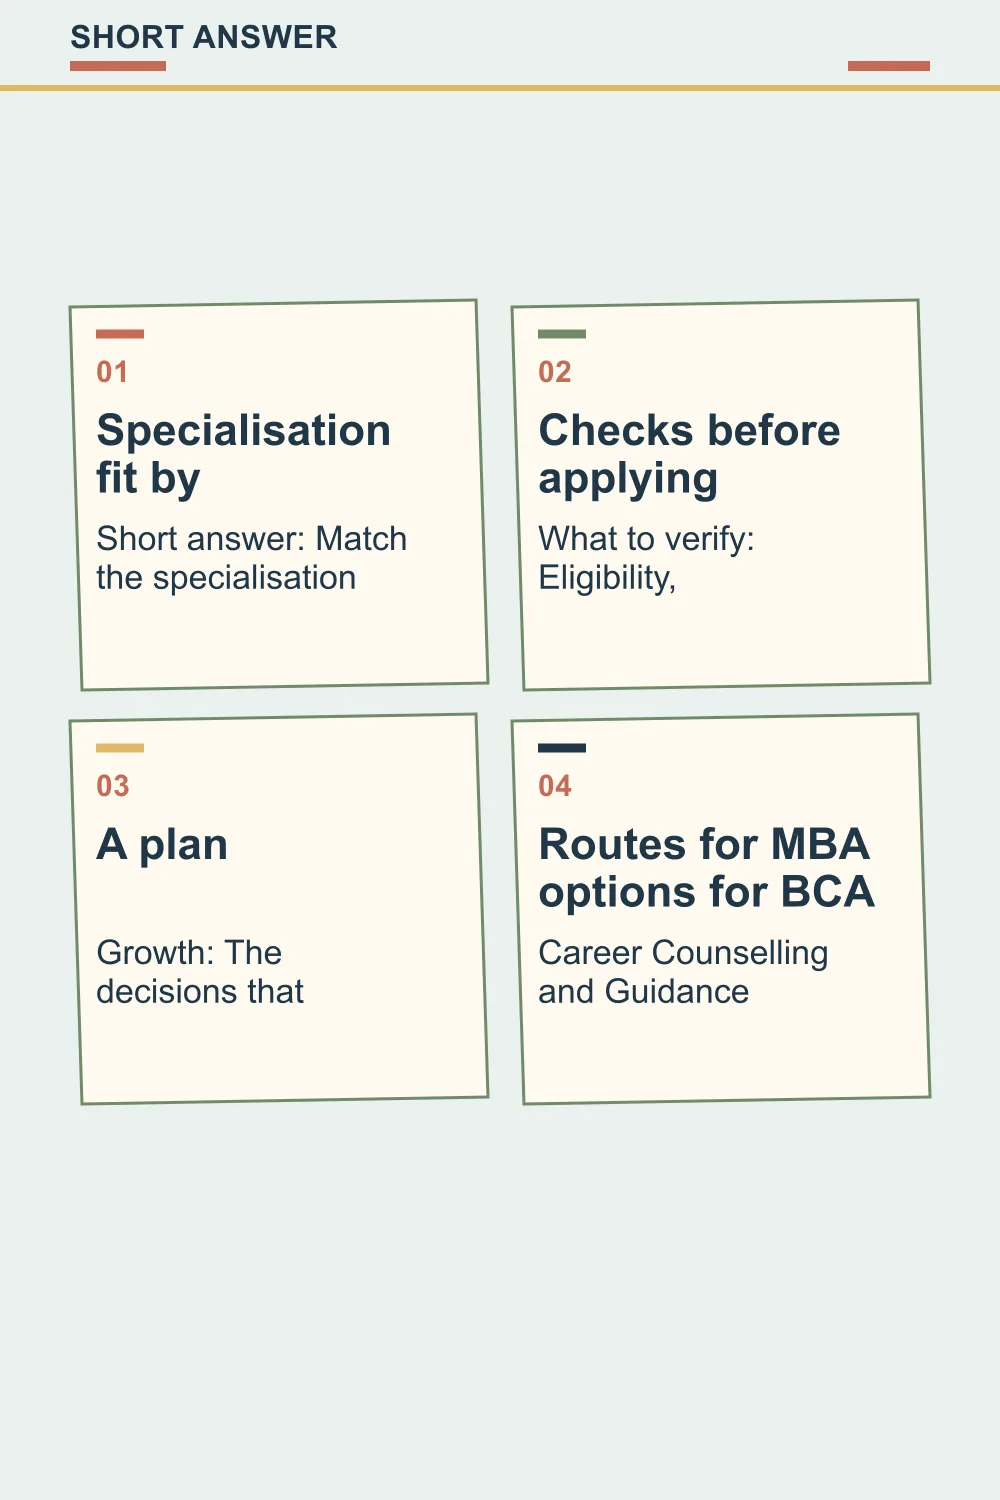 SHORT ANSWER
01
Specialisation
fit by
Short answer: Match
the specialisation
02
Checks before
applying
What to verify:
Eligibility,
03
A plan
Growth: The
decisions that
04
Routes for MBA
options for BCA
Career Counselling
and Guidance